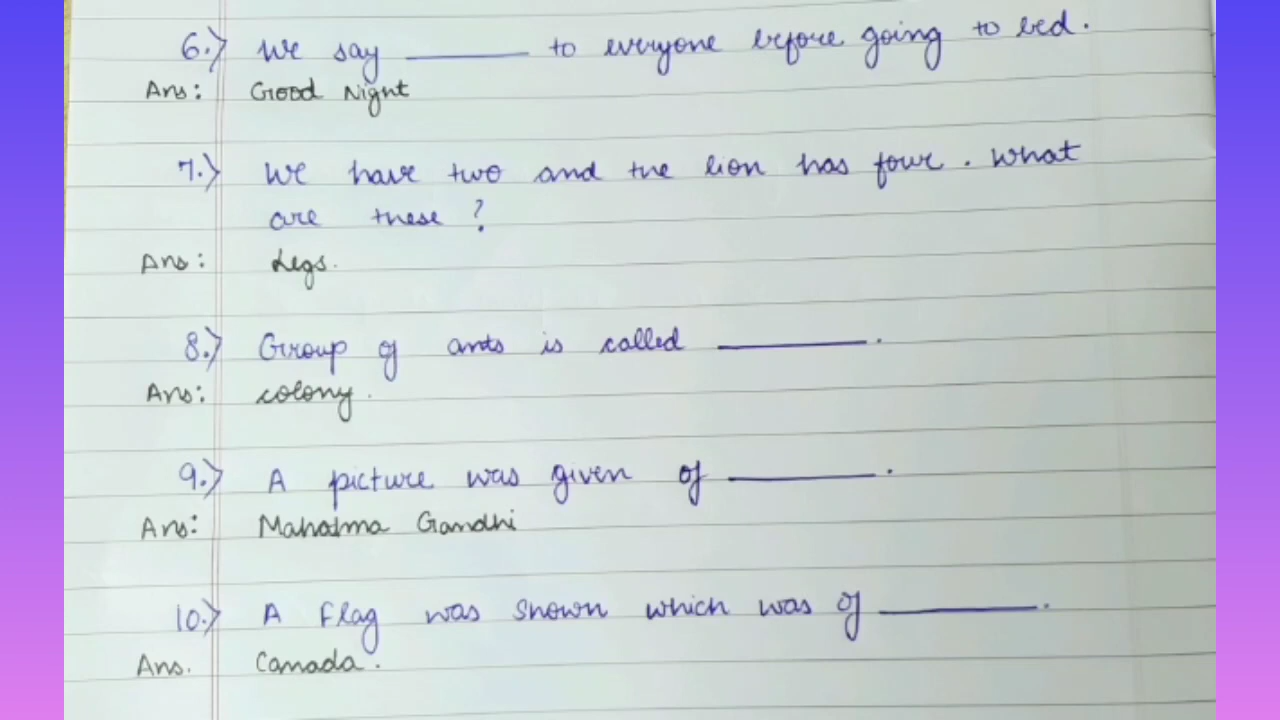 6.) We say ______ to everyone before going to bed.
Ans: Good Night
7.) We have two and the lion has four. What
are these?
Ans: Legs.
8.) Group of ants is called ______.
Ans: colony.
9.) A picture was given of ______.
Ans: Mahatma Gandhi
10.) A Flag was shown which was of ______.
Ans. Canada.